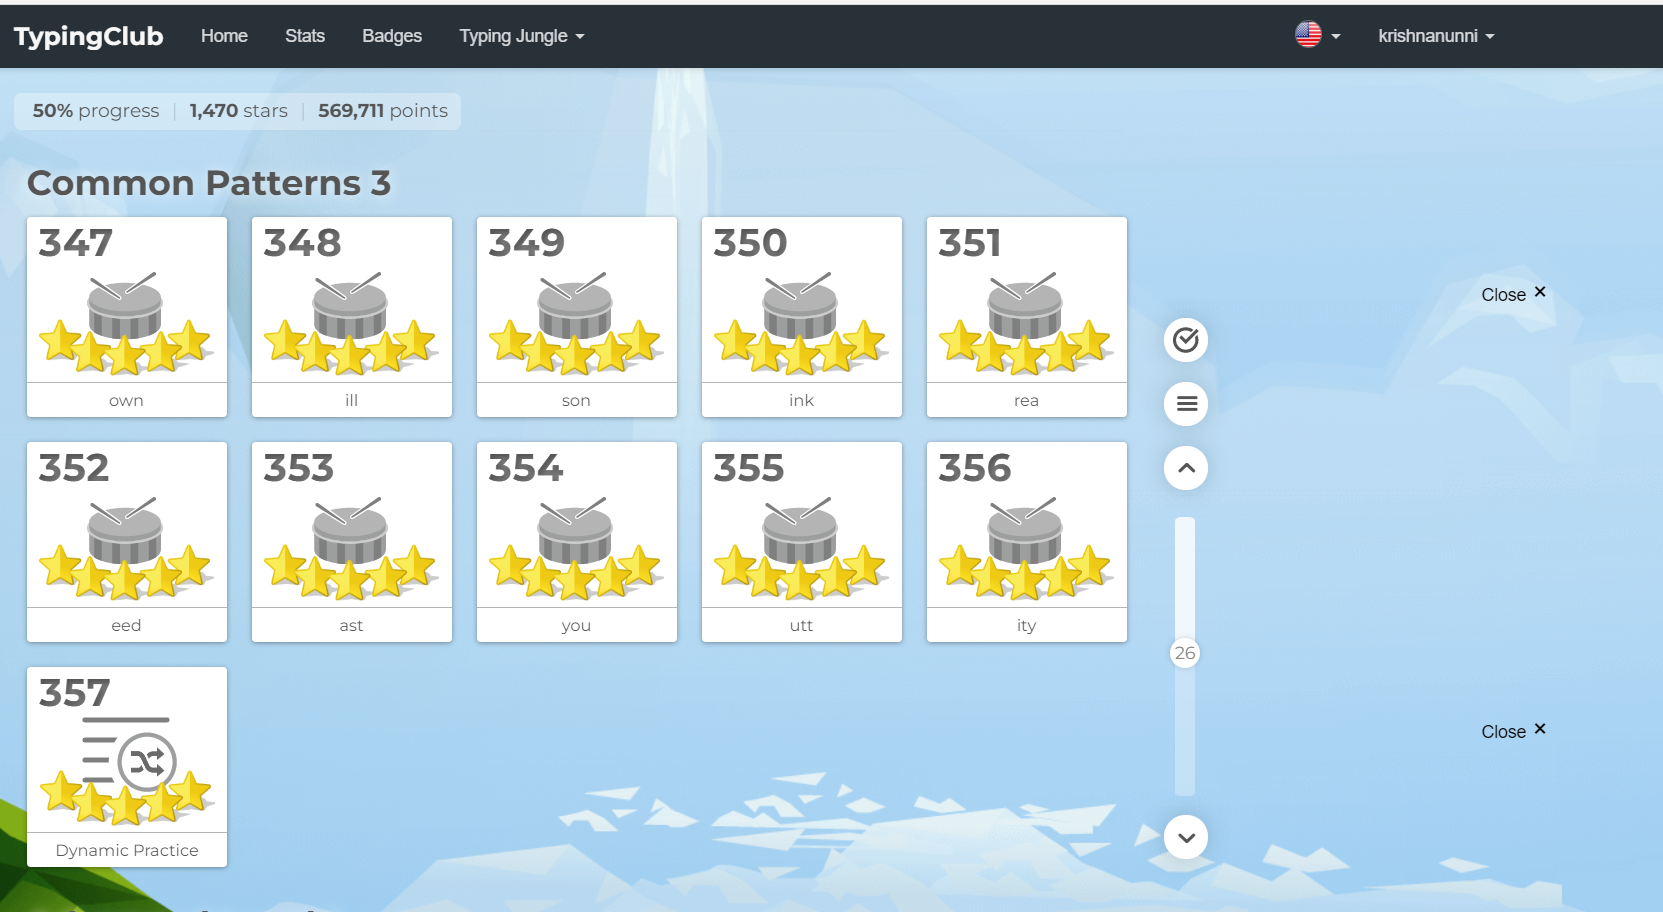 TypingClub Home Stats Badges Typing Jungle krishnanunni
50% progress | 1,470 stars | 569,711 points
Common Patterns 3
347 348 349 350 351
own ill son ink rea
Close ×
352 353 354 355 356
eed ast you utt ity
26
357
Dynamic Practice
Close ×